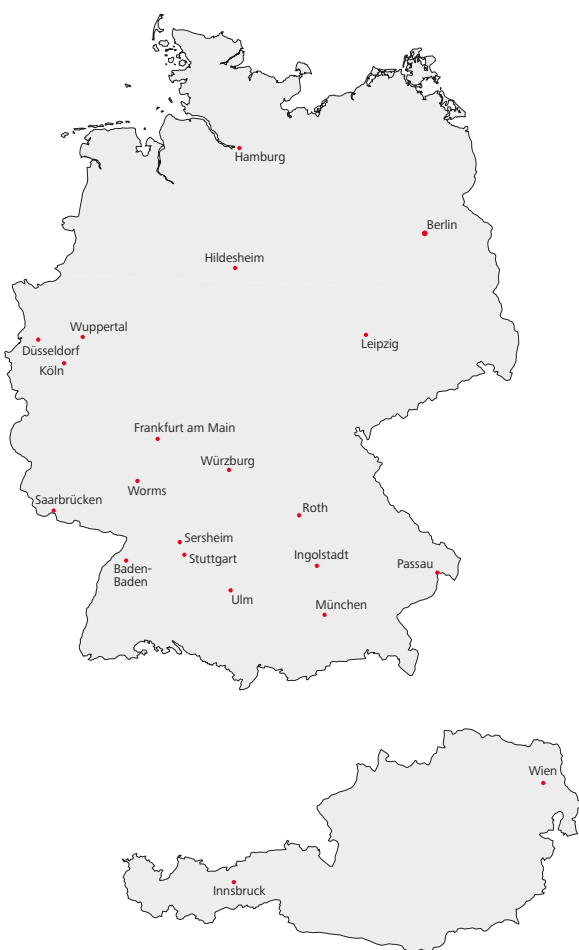 Hamburg
Berlin
Hildesheim
Wuppertal
Düsseldorf
Leipzig
Köln
Frankfurt am Main
Würzburg
Worms
Saarbrücken
Roth
Sersheim
Stuttgart
Ingolstadt
Passau
Baden-
Baden
Ulm
München
Wien
Innsbruck